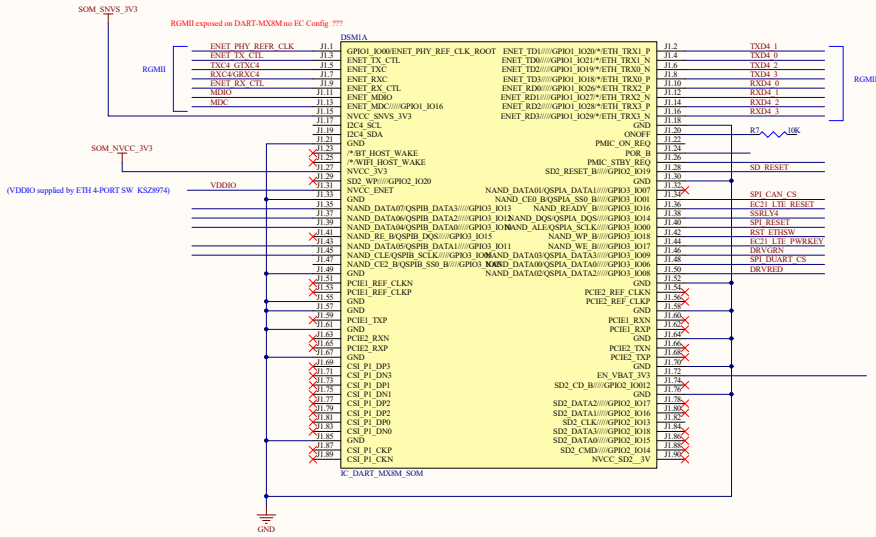 SOM_SNVS_3V3
RGMII exposed on DART-MX8M no EC Config ???
DSM1A
RGMII
ENET_PHY_REFR_CLK
ENET_TX_CTL
TXC4_GTXC4
RXC4/GRXC4
ENET_RX_CTL
MDIO
MDC
SOM_NVCC_3V3
(VDDIO supplied by ETH 4-PORT SW KSZ8974)
VDDIO
J1.1 GPIO1_IO00/ENET_PHY_REF_CLK_ROOT
J1.3 ENET_TX_CTL
J1.5 ENET_TXC
J1.7 ENET_RXC
J1.9 ENET_RX_CTL
J1.11 ENET_MDIO
J1.13 ENET_MDC/////GPIO1_IO16
J1.15 NVCC_SNVS_3V3
J1.17 I2C4_SCL
J1.19 I2C4_SDA
J1.21 GND
J1.23 /*/BT_HOST_WAKE
J1.25 /*/WIFI_HOST_WAKE
J1.27 NVCC_3V3
J1.29 SD2_WP/////GPIO2_IO20
J1.31 NVCC_ENET
J1.33 GND
J1.35 NAND_DATA07/QSPIB_DATA3/////GPIO3_IO13
J1.37 NAND_DATA06/QSPIB_DATA2/////GPIO3_IO12
J1.39 NAND_DATA04/QSPIB_DATA0/////GPIO3_IO10
J1.41 NAND_RE_B/QSPIB_DQS/////GPIO3_IO15
J1.43 NAND_DATA05/QSPIB_DATA1/////GPIO3_IO11
J1.45 NAND_CLE/QSPIB_SCLK/////GPIO3_IO05
J1.47 NAND_CE2_B/QSPIB_SS0_B/////GPIO3_IO03
J1.49 GND
J1.51 PCIE1_REF_CLKN
J1.53 PCIE1_REF_CLKP
J1.55 GND
J1.57 GND
J1.59 PCIE1_TXP
J1.61 GND
J1.63 PCIE2_RXN
J1.65 PCIE2_RXP
J1.67 GND
J1.69 CSI_P1_DP3
J1.71 CSI_P1_DN3
J1.73 CSI_P1_DP1
J1.75 CSI_P1_DN1
J1.77 CSI_P1_DP2
J1.79 CSI_P1_DP2
J1.81 CSI_P1_DP0
J1.83 CSI_P1_DN0
J1.85 GND
J1.87 CSI_P1_CKP
J1.89 CSI_P1_CKN
ENET_TD1/////GPIO1_IO20/*/ETH_TRX1_P J1.2 TXD4_1
ENET_TD0/////GPIO1_IO21/*/ETH_TRX1_N J1.4 TXD4_0
ENET_TD2/////GPIO1_IO19/*/ETH_TRX0_N J1.6 TXD4_2
ENET_TD3/////GPIO1_IO18/*/ETH_TRX0_P J1.8 TXD4_3
ENET_RD0/////GPIO1_IO26/*/ETH_TRX2_P J1.10 RXD4_0
ENET_RD1/////GPIO1_IO27/*/ETH_TRX2_N J1.12 RXD4_1
ENET_RD2/////GPIO1_IO28/*/ETH_TRX3_P J1.14 RXD4_2
ENET_RD3/////GPIO1_IO29/*/ETH_TRX3_N J1.16 RXD4_3
RGMII
GND J1.18
ONOFF J1.20 R7 10K
PMIC_ON_REQ J1.22
POR_B J1.24
PMIC_STBY_REQ J1.26
SD2_RESET_B/////GPIO2_IO19 J1.28 SD_RESET
GND J1.30
NAND_DATA01/QSPIA_DATA1/////GPIO3_IO07 J1.32
NAND_CE0_B/QSPIA_SS0_B/////GPIO3_IO01 J1.34 SPI_CAN_CS
NAND_READY_B/////GPIO3_IO16 J1.36 EC21_LTE_RESET
NAND_DQS/QSPIA_DQS/////GPIO3_IO14 J1.38 SSRLY4
NAND_ALE/QSPIA_SCLK/////GPIO3_IO00 J1.40 SPI_RESET
NAND_WP_B/////GPIO3_IO18 J1.42 RST_ETHSW
NAND_WE_B/////GPIO3_IO17 J1.44 EC21_LTE_PWRKEY
NAND_DATA03/QSPIA_DATA3/////GPIO3_IO09 J1.46 DRVGRN
NAND_DATA00/QSPIA_DATA0/////GPIO3_IO06 J1.48 SPI_DUART_CS
NAND_DATA02/QSPIA_DATA2/////GPIO3_IO08 J1.50 DRVRED
GND J1.52
PCIE2_REF_CLKN J1.54
PCIE2_REF_CLKP J1.56
GND J1.58
PCIE1_RXN J1.60
PCIE1_RXP J1.62
GND J1.64
PCIE2_TXN J1.66
PCIE2_TXP J1.68
GND J1.70
EN_VBAT_3V3 J1.72
SD2_CD_B/////GPIO2_IO012 J1.74
GND J1.76
SD2_DATA2/////GPIO2_IO17 J1.78
SD2_DATA1/////GPIO2_IO16 J1.80
SD2_CLK/////GPIO2_IO13 J1.82
SD2_DATA3/////GPIO2_IO18 J1.84
SD2_DATA0/////GPIO2_IO15 J1.86
SD2_CMD/////GPIO2_IO14 J1.88
NVCC_SD2__3V J1.90
IC_DART_MX8M_SOM
GND